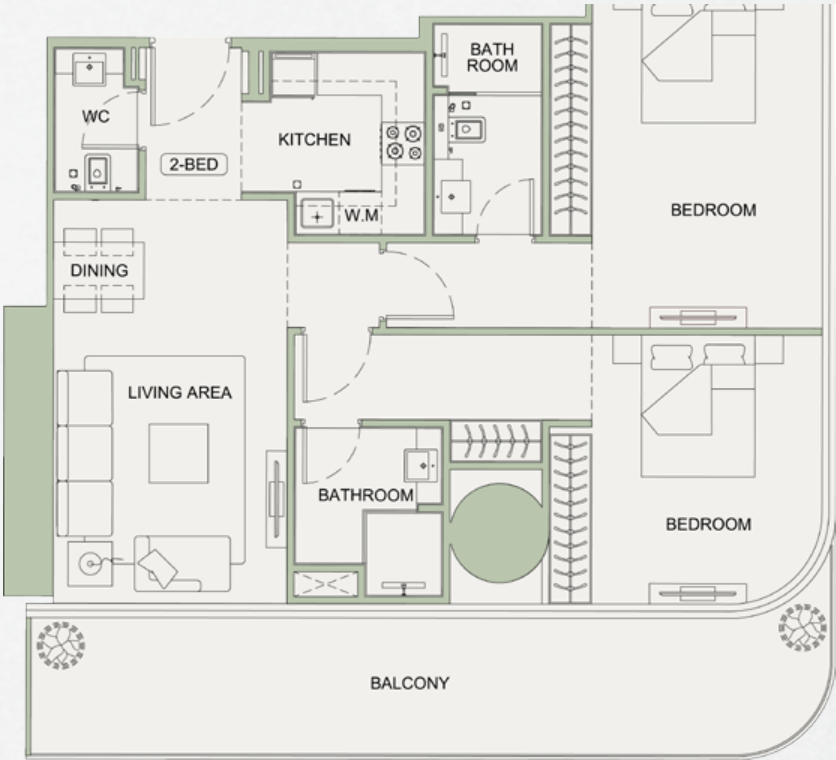 BATH
ROOM
WC
KITCHEN
2-BED
W.M
BEDROOM
DINING
LIVING AREA
BATHROOM
BEDROOM
BALCONY